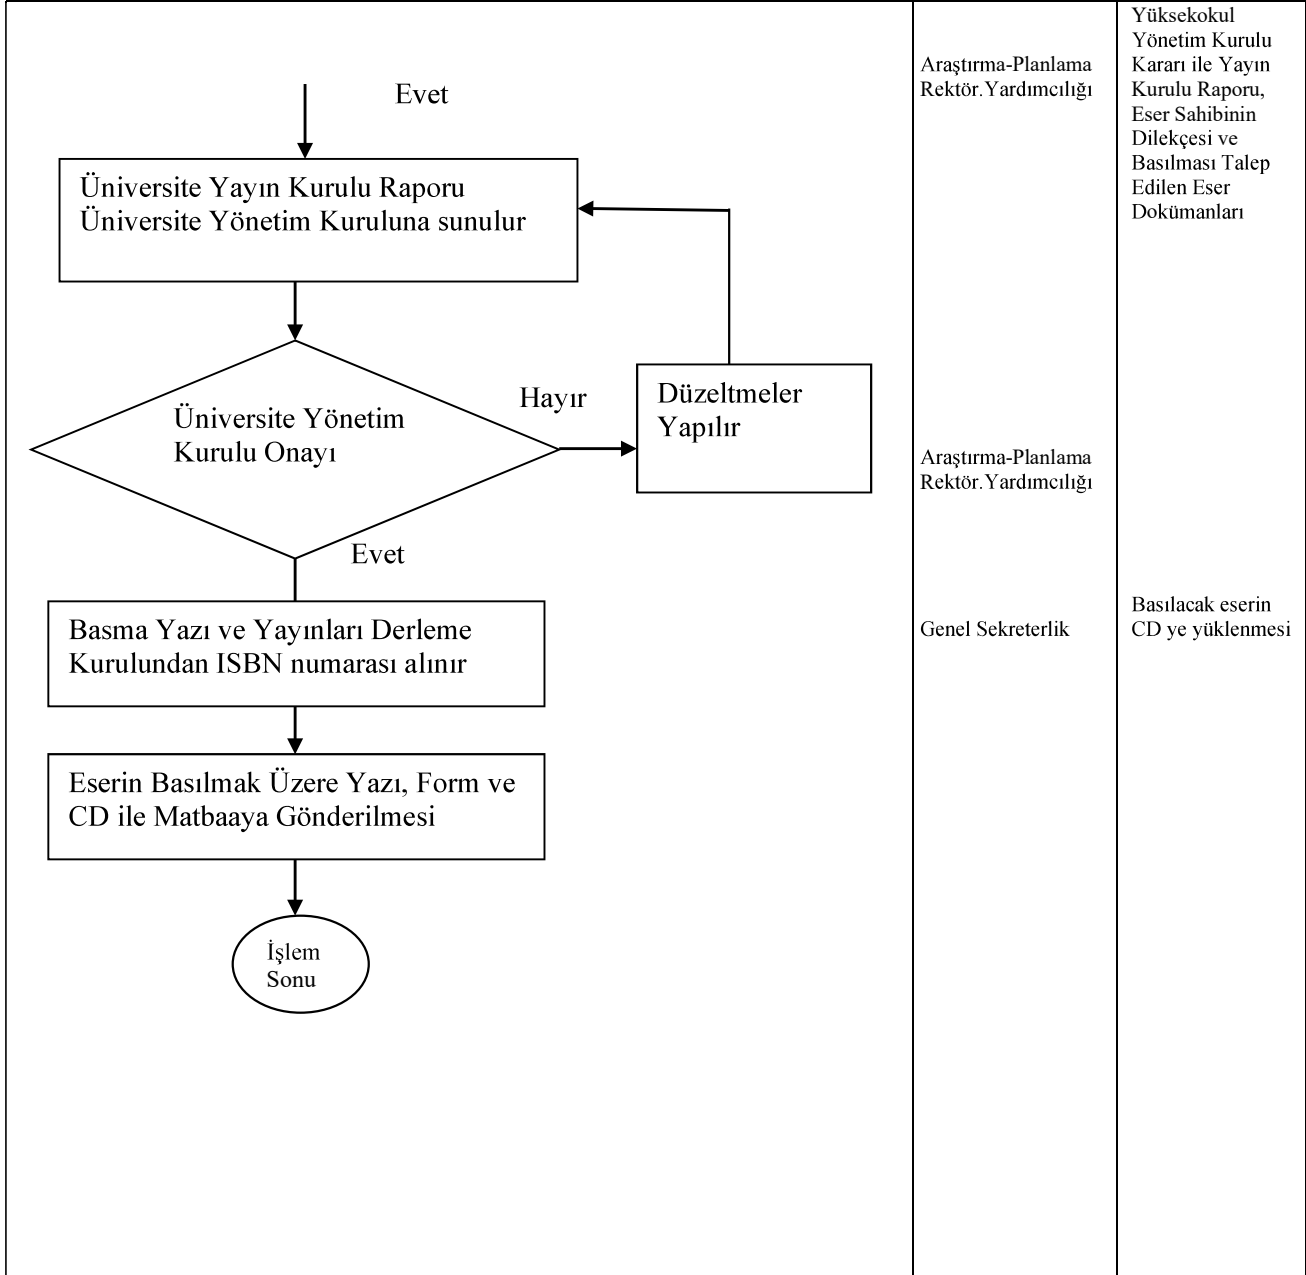 Evet
Üniversite Yayın Kurulu Raporu
Üniversite Yönetim Kuruluna sunulur
Üniversite Yönetim
Kurulu Onayı
Hayır
Düzeltmeler
Yapılır
Evet
Basma Yazı ve Yayınları Derleme
Kurulundan ISBN numarası alınır
Eserin Basılmak Üzere Yazı, Form ve
CD ile Matbaaya Gönderilmesi
İşlem
Sonu
Araştırma-Planlama
Rektör.Yardımcılığı
Araştırma-Planlama
Rektör.Yardımcılığı
Genel Sekreterlik
Yüksekokul
Yönetim Kurulu
Kararı ile Yayın
Kurulu Raporu,
Eser Sahibinin
Dilekçesi ve
Basılması Talep
Edilen Eser
Dokümanları
Basılacak eserin
CD ye yüklenmesi